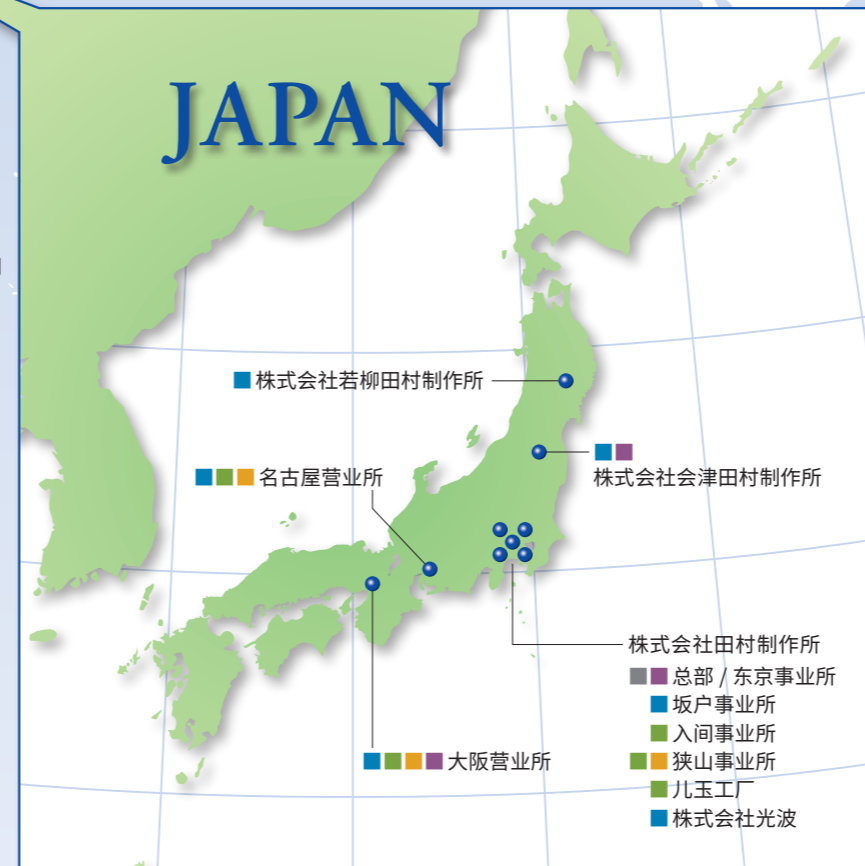 JAPAN
株式会社若柳田村制作所
名古屋营业所
株式会社会津田村制作所
株式会社田村制作所
总部 / 东京事业所
坂户事业所
入间事业所
狭山事业所
儿玉工厂
株式会社光波
大阪营业所